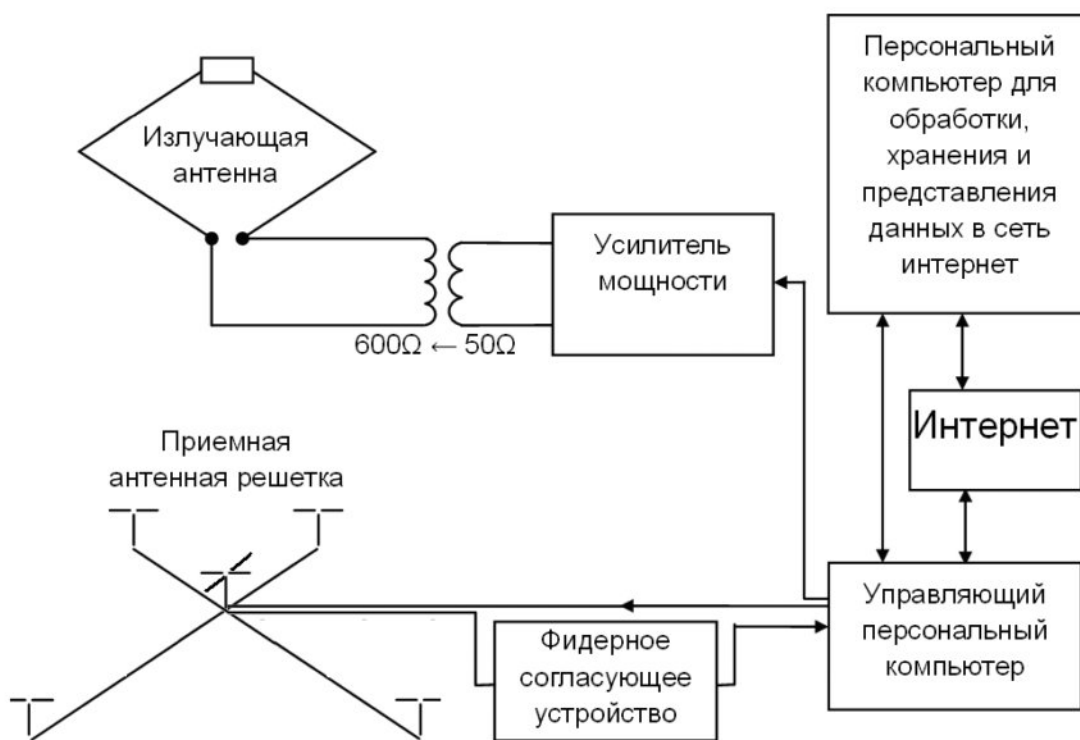 Излучающая
антенна
Усилитель
мощности
600Ω ← 50Ω
Персональный
компьютер для
обработки,
хранения и
представления
данных в сеть
интернет
Интернет
Приемная
антенная решетка
Фидерное
согласующее
устройство
Управляющий
персональный
компьютер